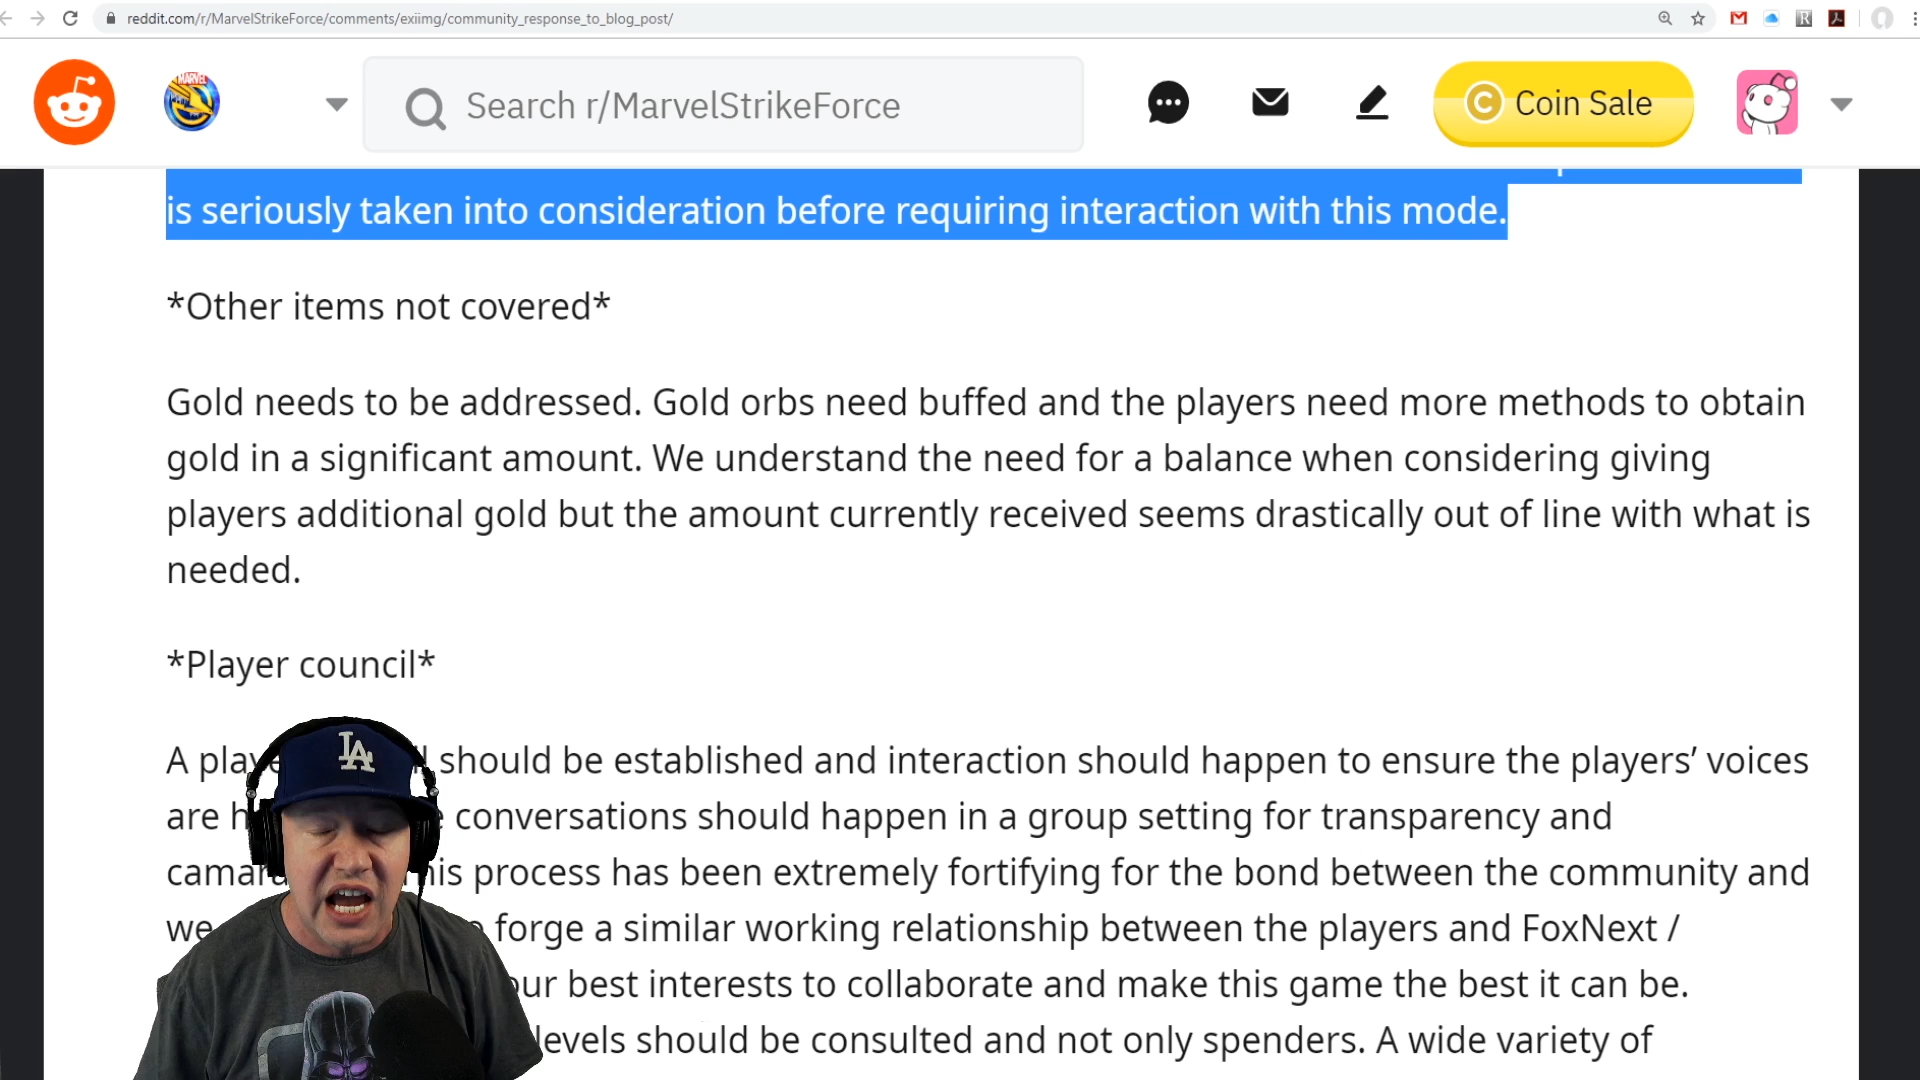 reddit.com/r/MarvelStrikeForce/comments/exiimg/community_response_to_blog_post/
MARVEL
Search r/MarvelStrikeForce
Coin Sale
is seriously taken into consideration before requiring interaction with this mode.
*Other items not covered*
Gold needs to be addressed. Gold orbs need buffed and the players need more methods to obtain
gold in a significant amount. We understand the need for a balance when considering giving
players additional gold but the amount currently received seems drastically out of line with what is
needed.
*Player council*
A should be established and interaction should happen to ensure the players’ voices
are conversations should happen in a group setting for transparency and
process has been extremely fortifying for the bond between the community and
we forge a similar working relationship between the players and FoxNext /
best interests to collaborate and make this game the best it can be.
levels should be consulted and not only spenders. A wide variety of
LA